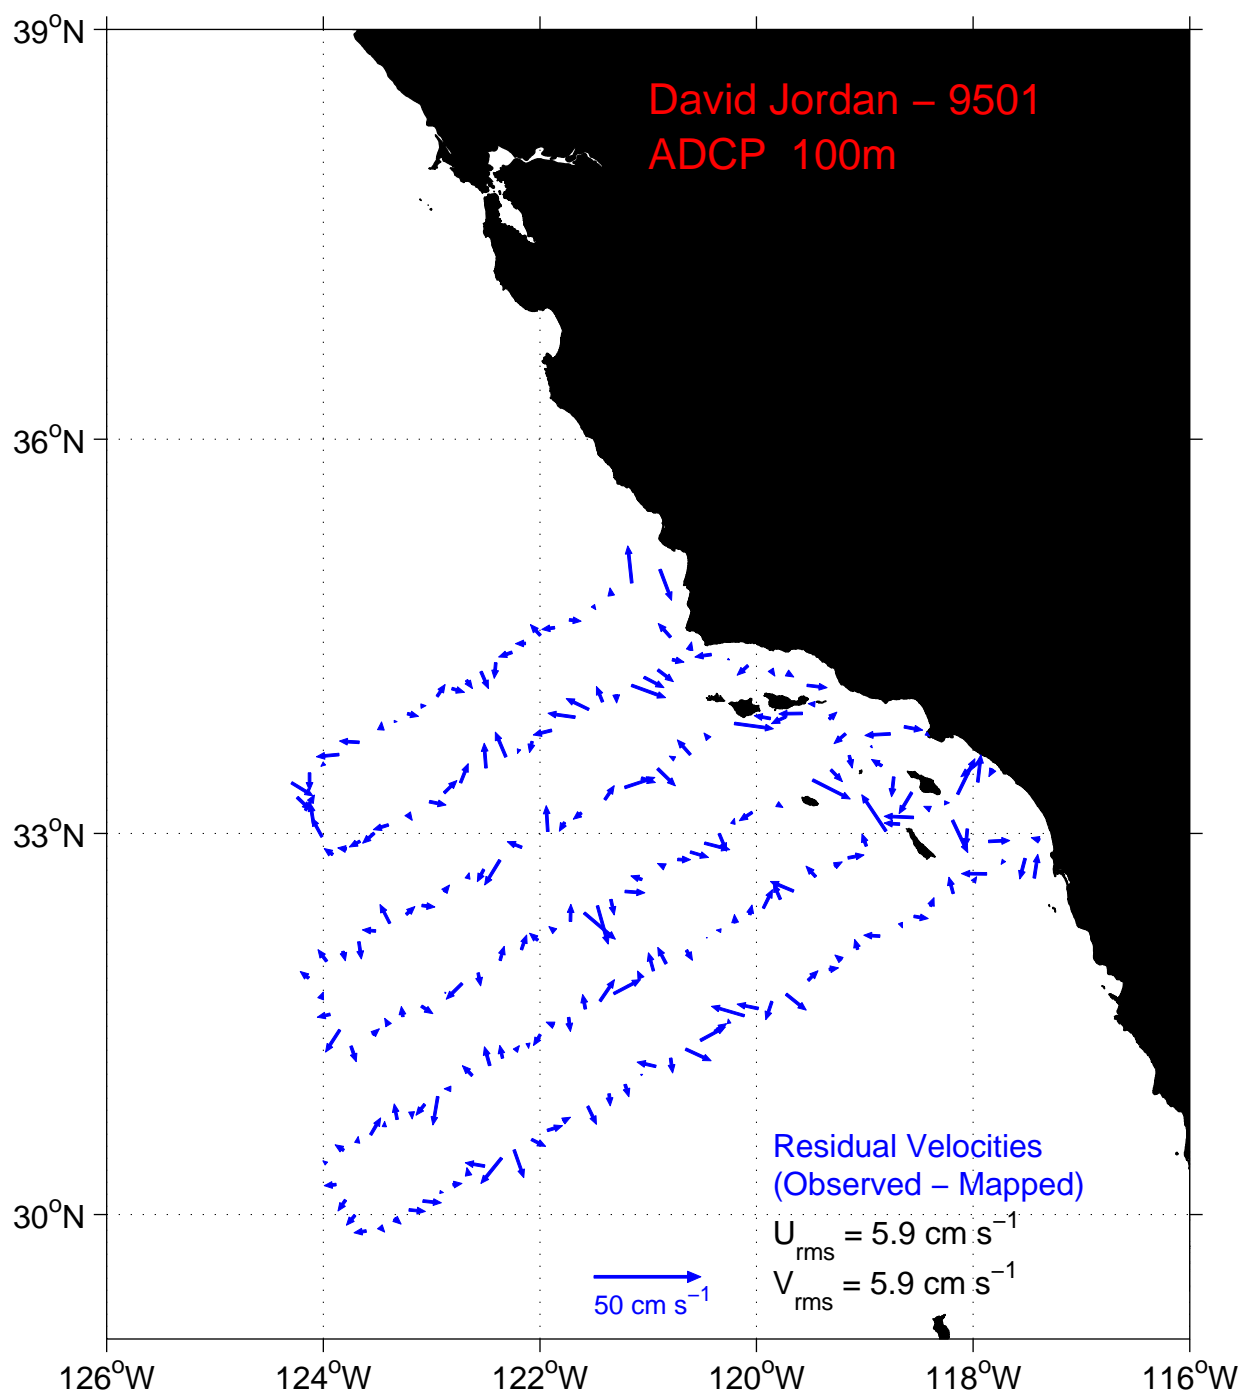 39°N
David Jordan – 9501
ADCP 100m
36°N
33°N
Residual Velocities
(Observed – Mapped)
30°N
U_rms = 5.9 cm s⁻¹
V_rms = 5.9 cm s⁻¹
50 cm s⁻¹
126°W 124°W 122°W 120°W 118°W 116°W